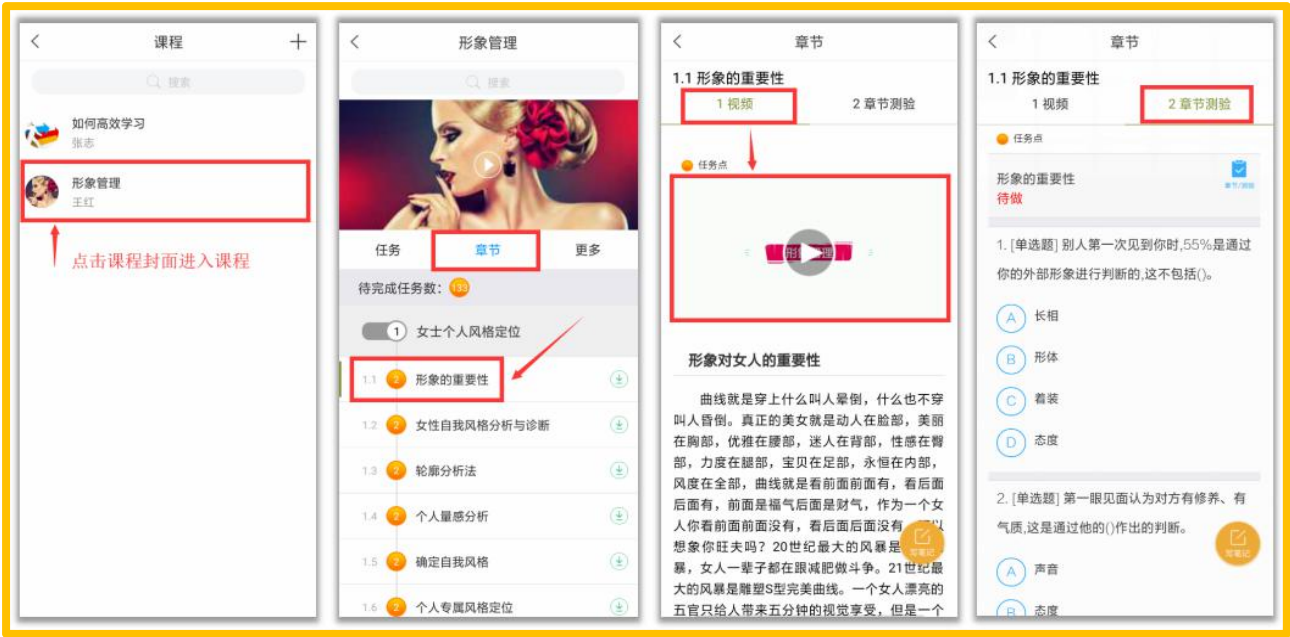 课程
搜索
如何高效学习
张志
形象管理
王红
点击课程封面进入课程
形象管理
搜索
任务
章节
更多
待完成任务数：133
1 女士个人风格定位
1.1 2 形象的重要性
1.2 2 女性自我风格分析与诊断
1.3 2 轮廓分析法
1.4 2 个人量感分析
1.5 2 确定自我风格
1.6 2 个人专属风格定位
章节
1.1 形象的重要性
1 视频
2 章节测验
任务点
形象对女人的重要性
曲线就是穿上什么叫人晕倒，什么也不穿
叫人昏倒。真正的美女就是动人在脸部，美丽
在胸部，优雅在腰部，迷人在背部，性感在臀
部，力度在腿部，宝贝在足部，永恒在内部，
风度在全部，曲线就是看前面前面有，看后面
后面有，前面是福气后面是财气，作为一个女
人你看前面前面没有，看后面后面没有
以
想象你旺夫吗？20世纪最大的风暴是
暴，女人一辈子都在跟减肥做斗争。21世纪最
大的风暴是雕塑S型完美曲线。一个女人漂亮的
五官只给人带来五分钟的视觉享受，但是一个
写笔记
章节
1.1 形象的重要性
1 视频
2 章节测验
任务点
形象的重要性
章节/测验
待做
1. [单选题] 别人第一次见到你时,55%是通过
你的外部形象进行判断的,这不包括()。
A 长相
B 形体
C 着装
D 态度
2. [单选题] 第一眼见面认为对方有修养、有
气质,这是通过他的()作出的判断。
写笔记
A 声音
B 态度